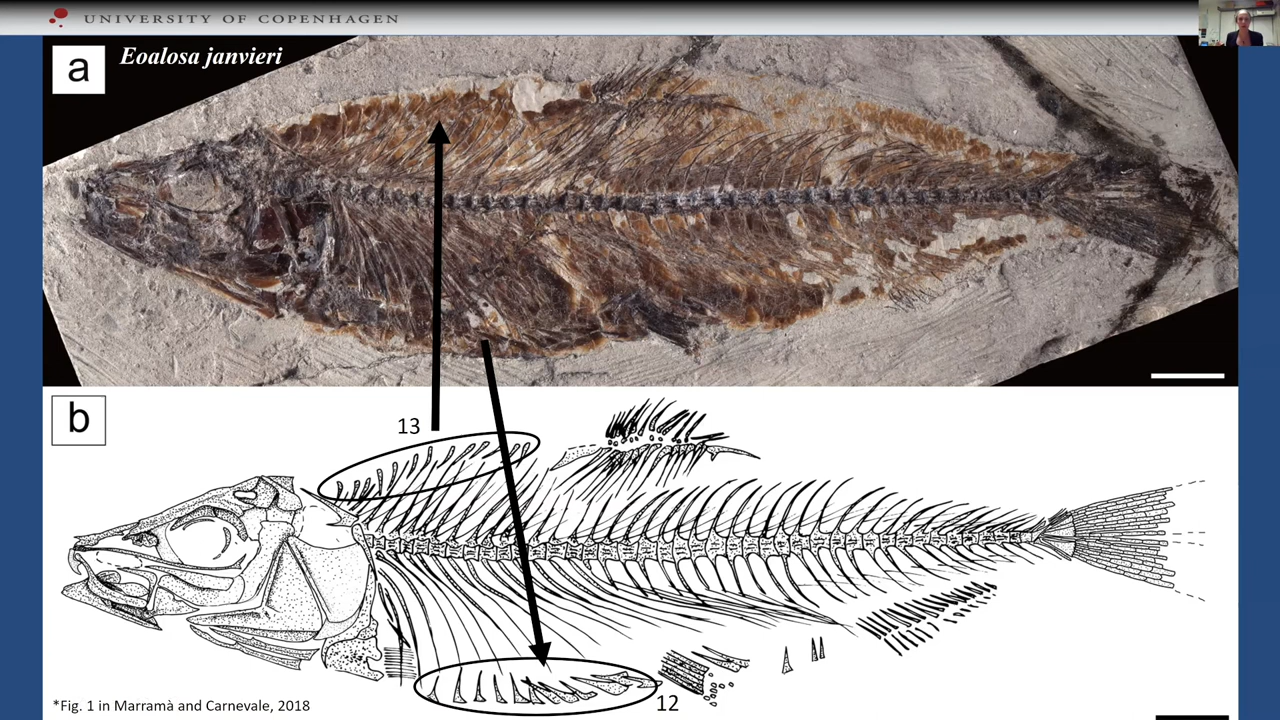 UNIVERSITY OF COPENHAGEN
a
Eoalosa janvieri
b
13
12
*Fig. 1 in Marramà and Carnevale, 2018